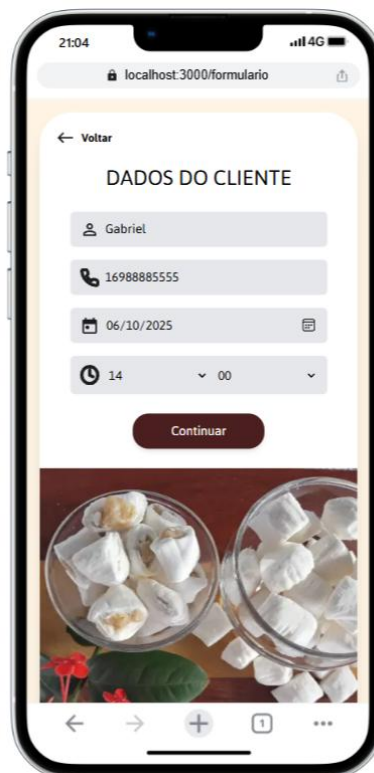 21:04
4G
localhost:3000/formulario
Voltar
DADOS DO CLIENTE
Gabriel
16988885555
06/10/2025
14 00
Continuar
1